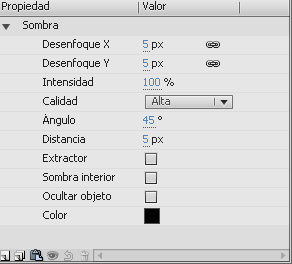 Propiedad Valor
Sombra
Desenfoque X 5 px
Desenfoque Y 5 px
Intensidad 100 %
Calidad Alta
Ángulo 45 °
Distancia 5 px
Extractor
Sombra interior
Ocultar objeto
Color